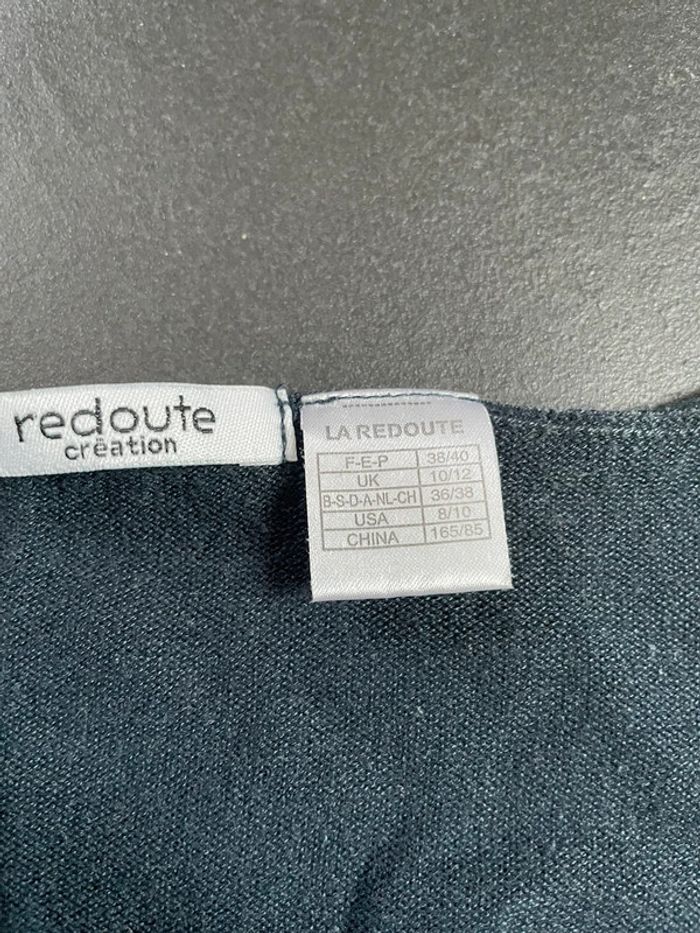 redoute
création
LA REDOUTE
F-E-P 38/40
UK 10/12
B-S-D-A-NL-CH 36/38
USA 8/10
CHINA 165/85